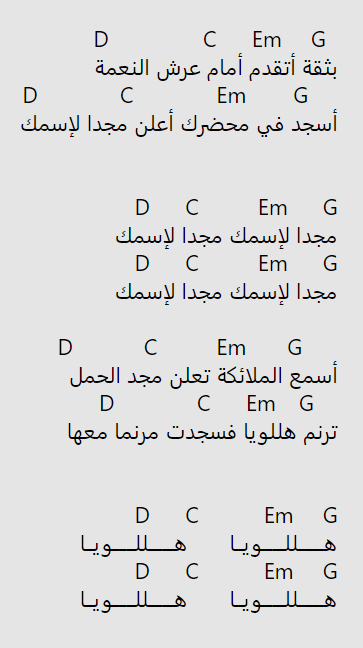 D C Em G
بثقة أتقدم أمام عرش النعمة
D C Em G
أسجد في محضرك أعلن مجدا لإسمك
D C Em G
مجدا لإسمك مجدا لإسمك
D C Em G
مجدا لإسمك مجدا لإسمك
D C Em G
أسمع الملائكة تعلن مجد الحمل
D C Em G
ترنم هللويا فسجدت مرنما معها
D C Em G
هـــللــــويـا هـــللــــويـا
D C Em G
هـــللــــويـا هـــللــــويـا